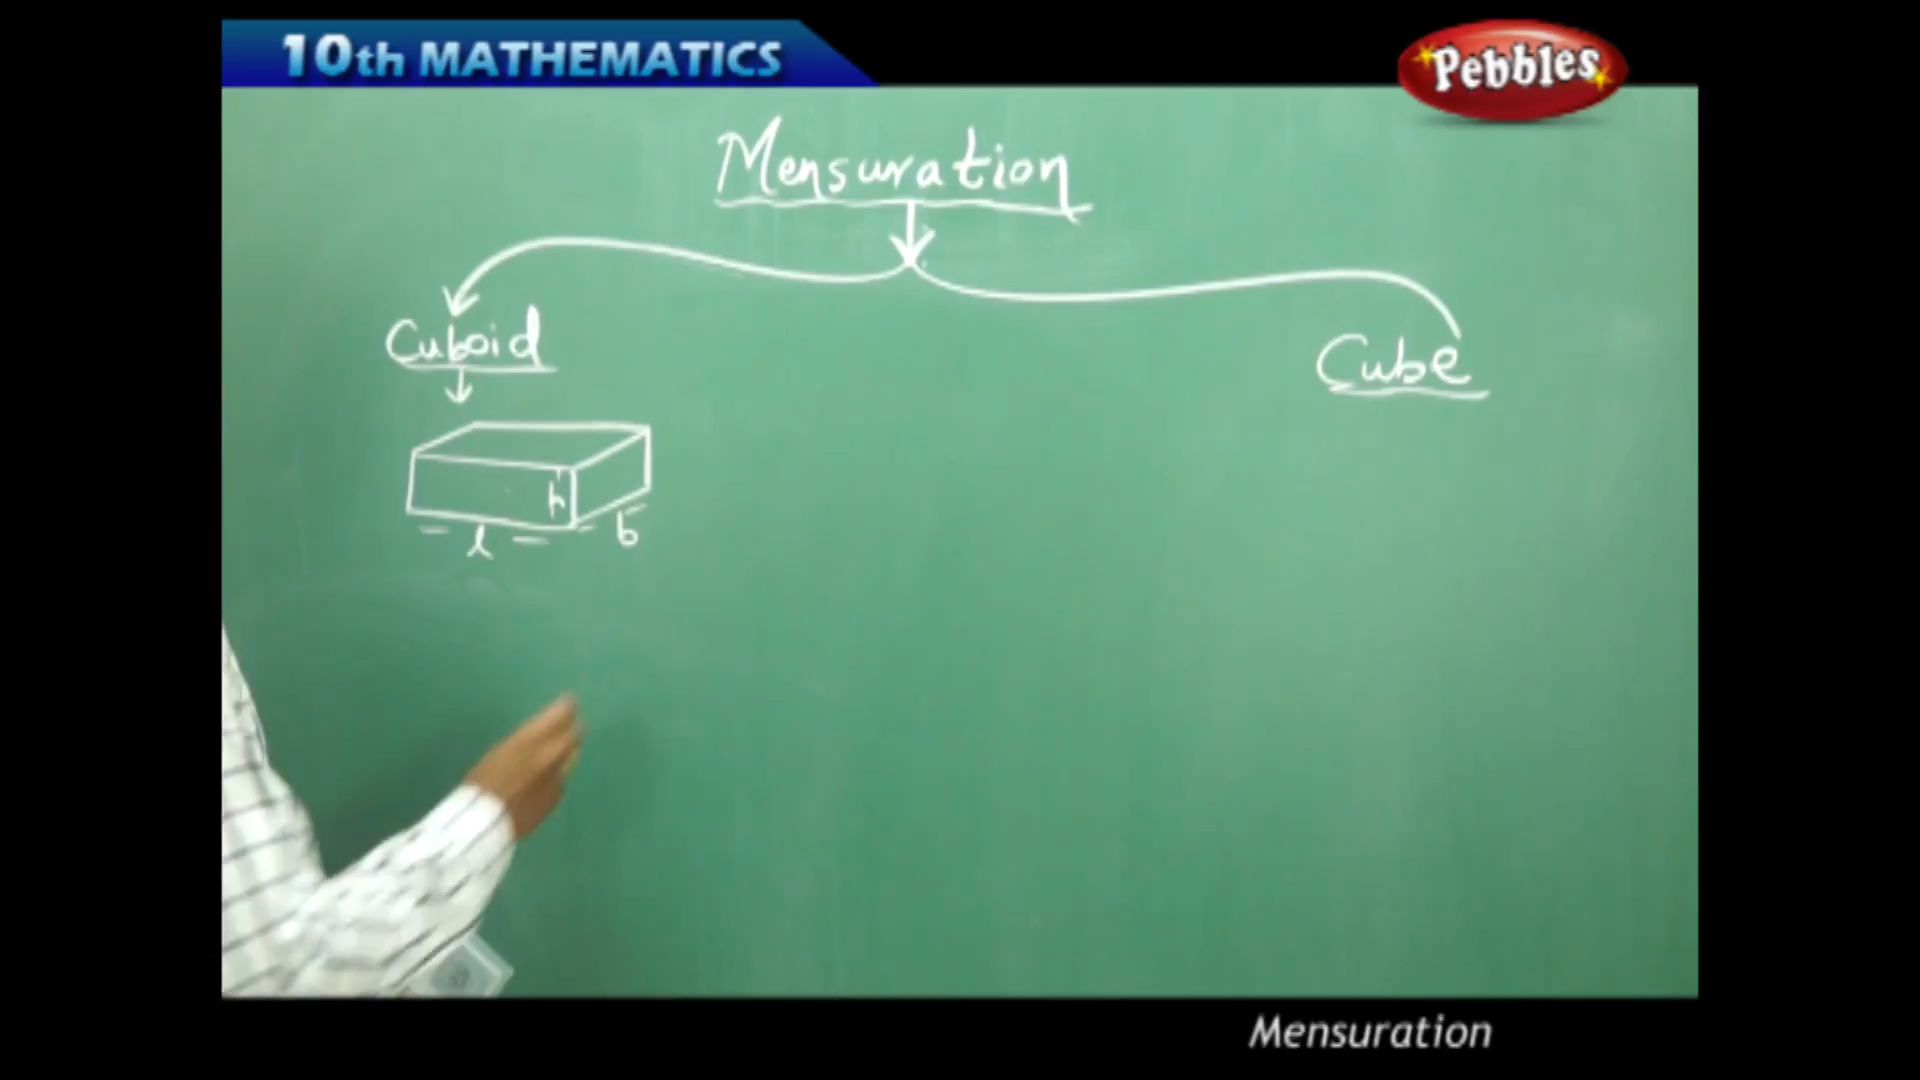 10th MATHEMATICS
Pebbles
Mensuration
Cuboid
Cube
h
l
b
Mensuration